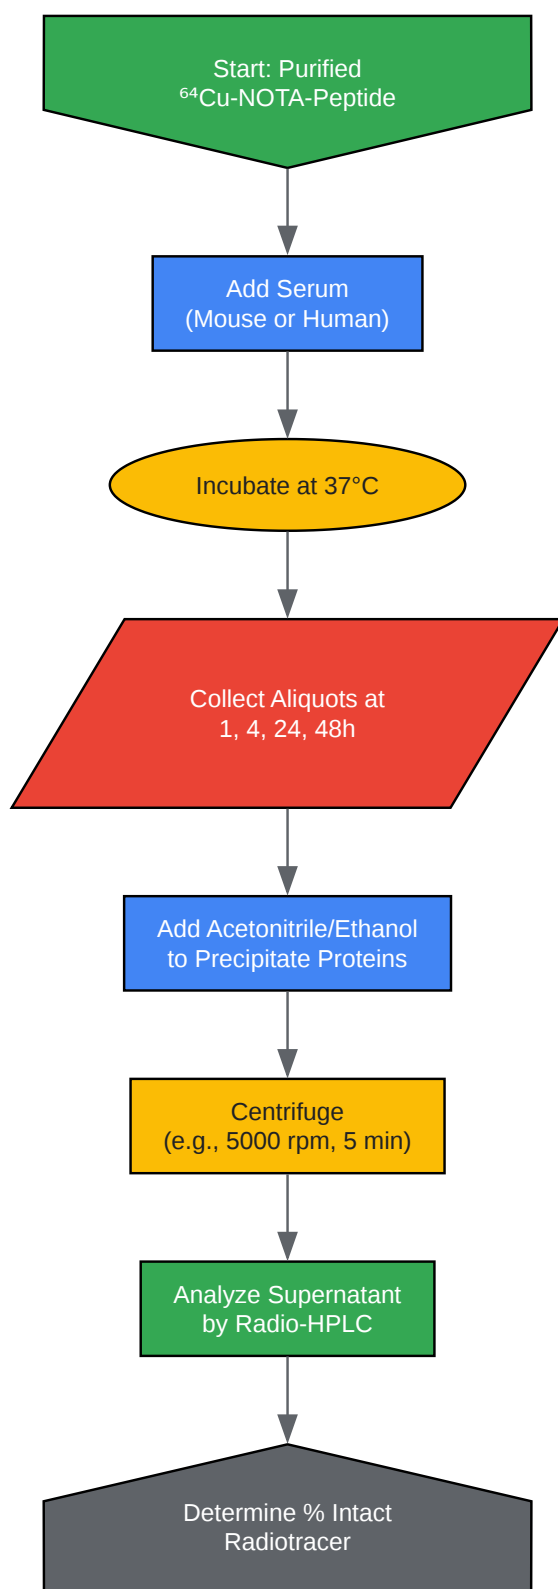 Start: Purified
⁶⁴Cu-NOTA-Peptide
Add Serum
(Mouse or Human)
Incubate at 37°C
Collect Aliquots at
1, 4, 24, 48h
Add Acetonitrile/Ethanol
to Precipitate Proteins
Centrifuge
(e.g., 5000 rpm, 5 min)
Analyze Supernatant
by Radio-HPLC
Determine % Intact
Radiotracer